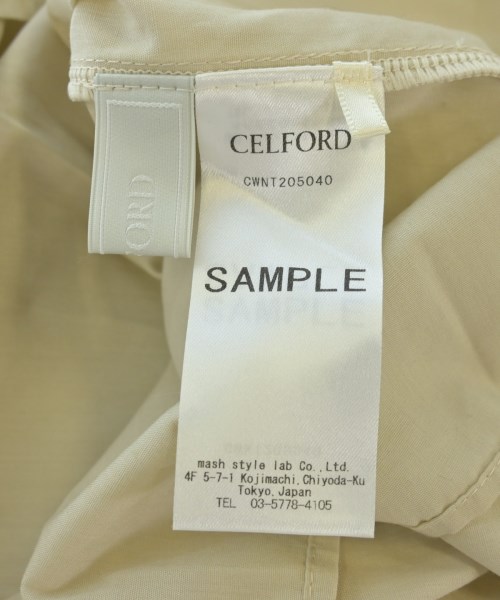 CELFORD
CWNT205040
SAMPLE
mash style lab Co.,Ltd.
4F 5-7-1 Kojimachi,Chiyoda-Ku
Tokyo,Japan
TEL 03-5778-4105
ORD